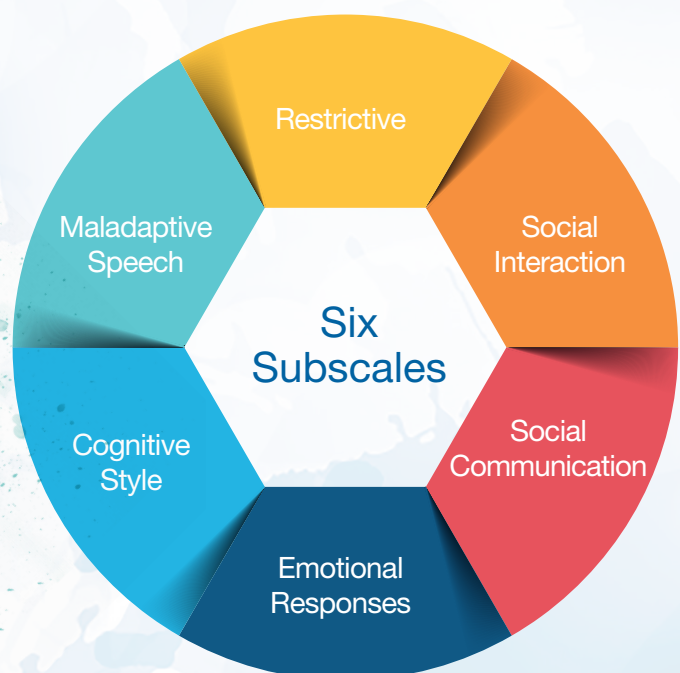 Restrictive
Social
Interaction
Social
Communication
Emotional
Responses
Cognitive
Style
Maladaptive
Speech
Six
Subscales